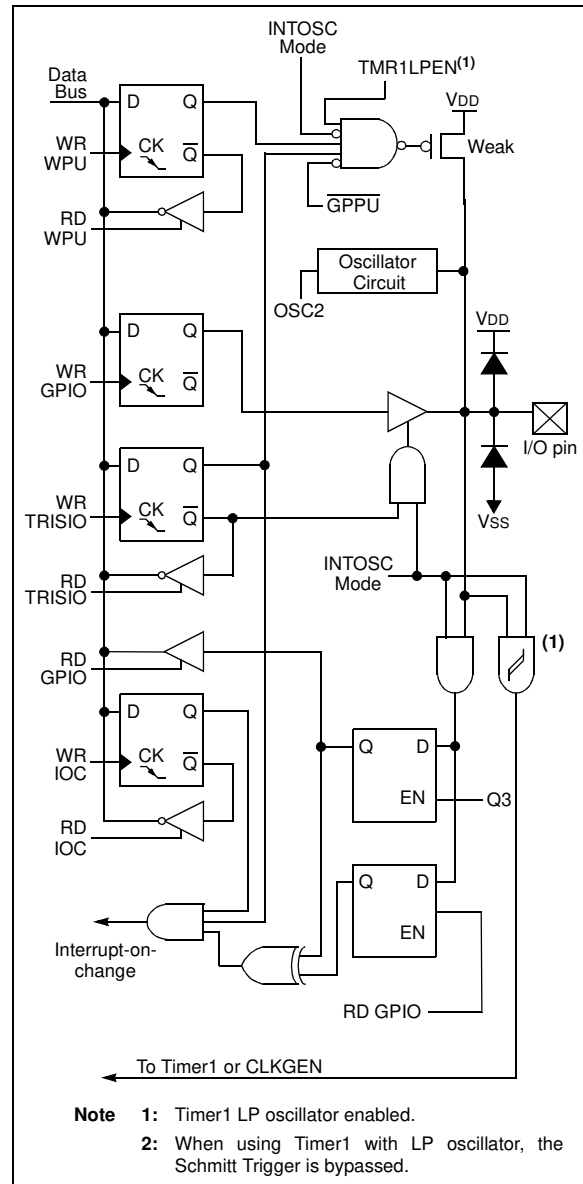 INTOSC
Mode
TMR1LPEN(1)
Data
Bus
VDD
D Q
WR
WPU
CK Q
Weak
RD
WPU
GPPU
Oscillator
Circuit
OSC2
D Q
VDD
WR
GPIO
CK Q
I/O pin
D Q
WR
TRISIO
CK Q
VSS
INTOSC
Mode
RD
TRISIO
(1)
RD
GPIO
D Q
Q D
WR
IOC
CK Q
EN
Q3
RD
IOC
Q D
EN
Interrupt-on-
change
RD GPIO
To Timer1 or CLKGEN
Note 1: Timer1 LP oscillator enabled.
2: When using Timer1 with LP oscillator, the
Schmitt Trigger is bypassed.